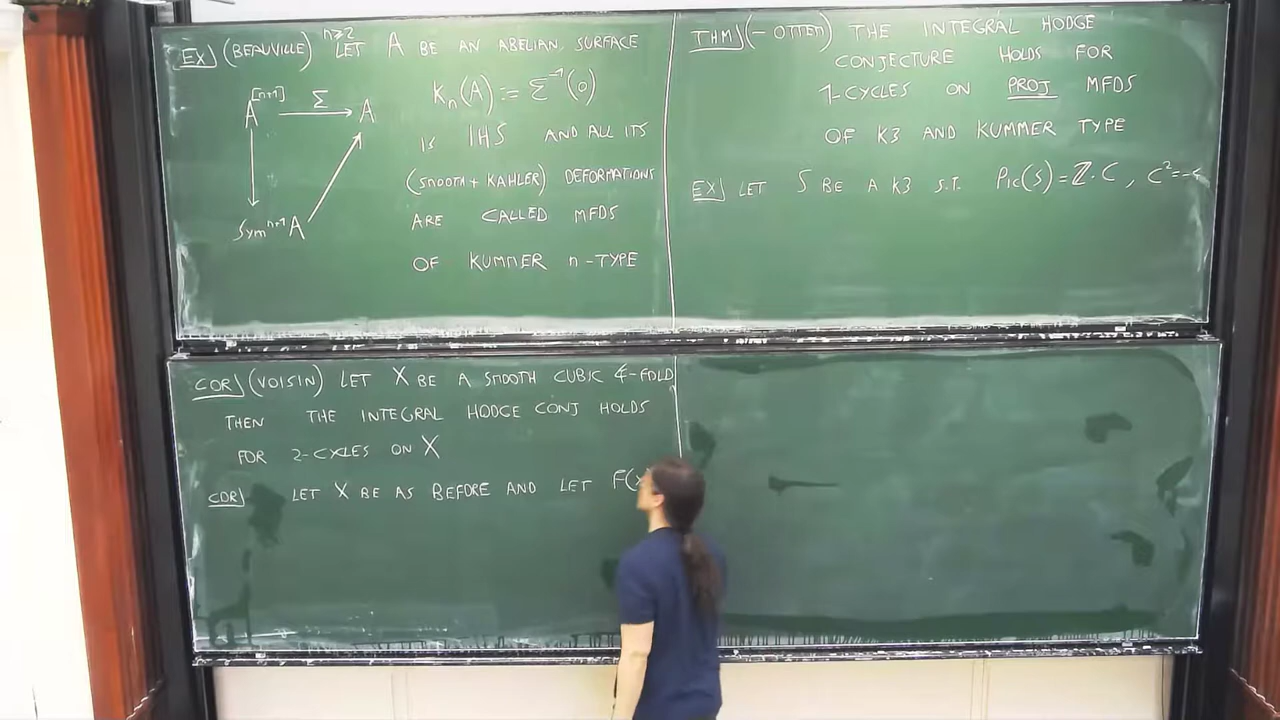 EX) (BEAUVILLE) n≥2 LET A BE AN ABELIAN SURFACE
A^[n+1] —Σ→ A
Sym^{n+1} A
K_n(A) := Σ^{-1}(0)
IS IHS AND ALL ITS
(SMOOTH + KÄHLER) DEFORMATIONS
ARE CALLED MFDS
OF KUMMER n-TYPE
THM) (– OTTEM) THE INTEGRAL HODGE
CONJECTURE HOLDS FOR
1-CYCLES ON PROJ MFDS
OF K3 AND KUMMER TYPE
EX) LET S BE A K3 S.T. Pic(S) = ℤ·C, C²=-
COR) (VOISIN) LET X BE A SMOOTH CUBIC 4-FOLD
THEN THE INTEGRAL HODGE CONJ HOLDS
FOR 2-CYCLES ON X
COR) LET X BE AS BEFORE AND LET F(X